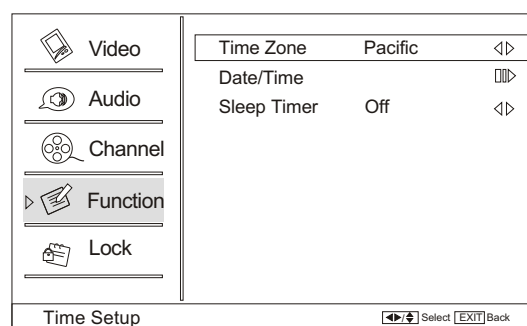 Video
Audio
Channel
Function
Lock
Time Zone Pacific
Date/Time
Sleep Timer Off
Time Setup
/ Select EXIT Back